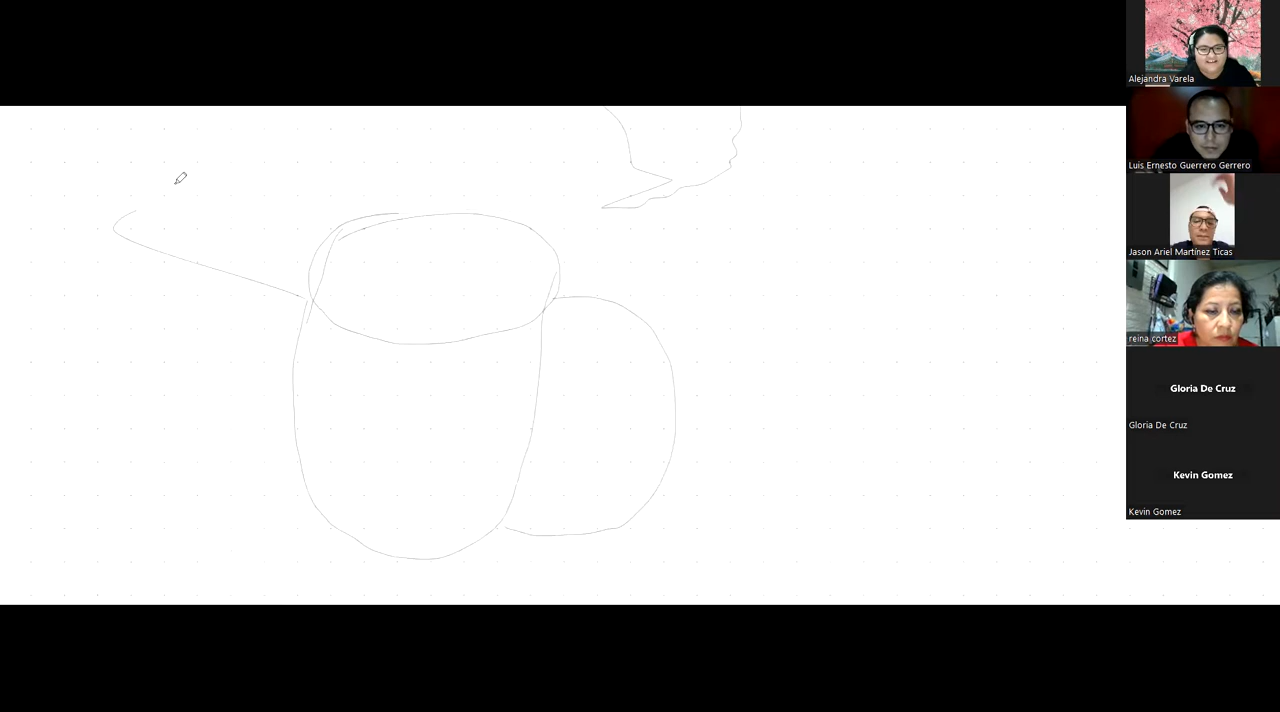 Alejandra Varela
Luis Ernesto Guerrero Gerrero
Jason Ariel Martínez Ticas
reina cortez
Gloria De Cruz
Gloria De Cruz
Kevin Gomez
Kevin Gomez